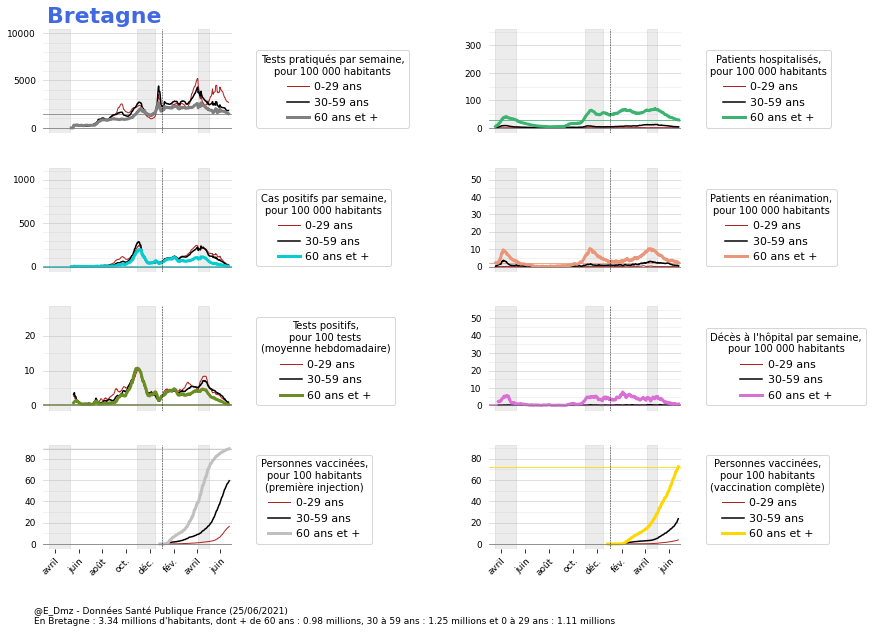 Bretagne
10000
5000
0
Tests pratiqués par semaine,
pour 100 000 habitants
0-29 ans
30-59 ans
60 ans et +
300
200
100
0
Patients hospitalisés,
pour 100 000 habitants
0-29 ans
30-59 ans
60 ans et +
1000
500
0
Cas positifs par semaine,
pour 100 000 habitants
0-29 ans
30-59 ans
60 ans et +
50
40
30
20
10
0
Patients en réanimation,
pour 100 000 habitants
0-29 ans
30-59 ans
60 ans et +
20
10
0
Tests positifs,
pour 100 tests
(moyenne hebdomadaire)
0-29 ans
30-59 ans
60 ans et +
50
40
30
20
10
0
Décès à l'hôpital par semaine,
pour 100 000 habitants
0-29 ans
30-59 ans
60 ans et +
80
60
40
20
0
avril
juin
août
oct.
déc.
fév.
avril
juin
Personnes vaccinées,
pour 100 habitants
(première injection)
0-29 ans
30-59 ans
60 ans et +
80
60
40
20
0
avril
juin
août
oct.
déc.
fév.
avril
juin
Personnes vaccinées,
pour 100 habitants
(vaccination complète)
0-29 ans
30-59 ans
60 ans et +
@E_Dmz - Données Santé Publique France (25/06/2021)
En Bretagne : 3.34 millions d'habitants, dont + de 60 ans : 0.98 millions, 30 à 59 ans : 1.25 millions et 0 à 29 ans : 1.11 millions